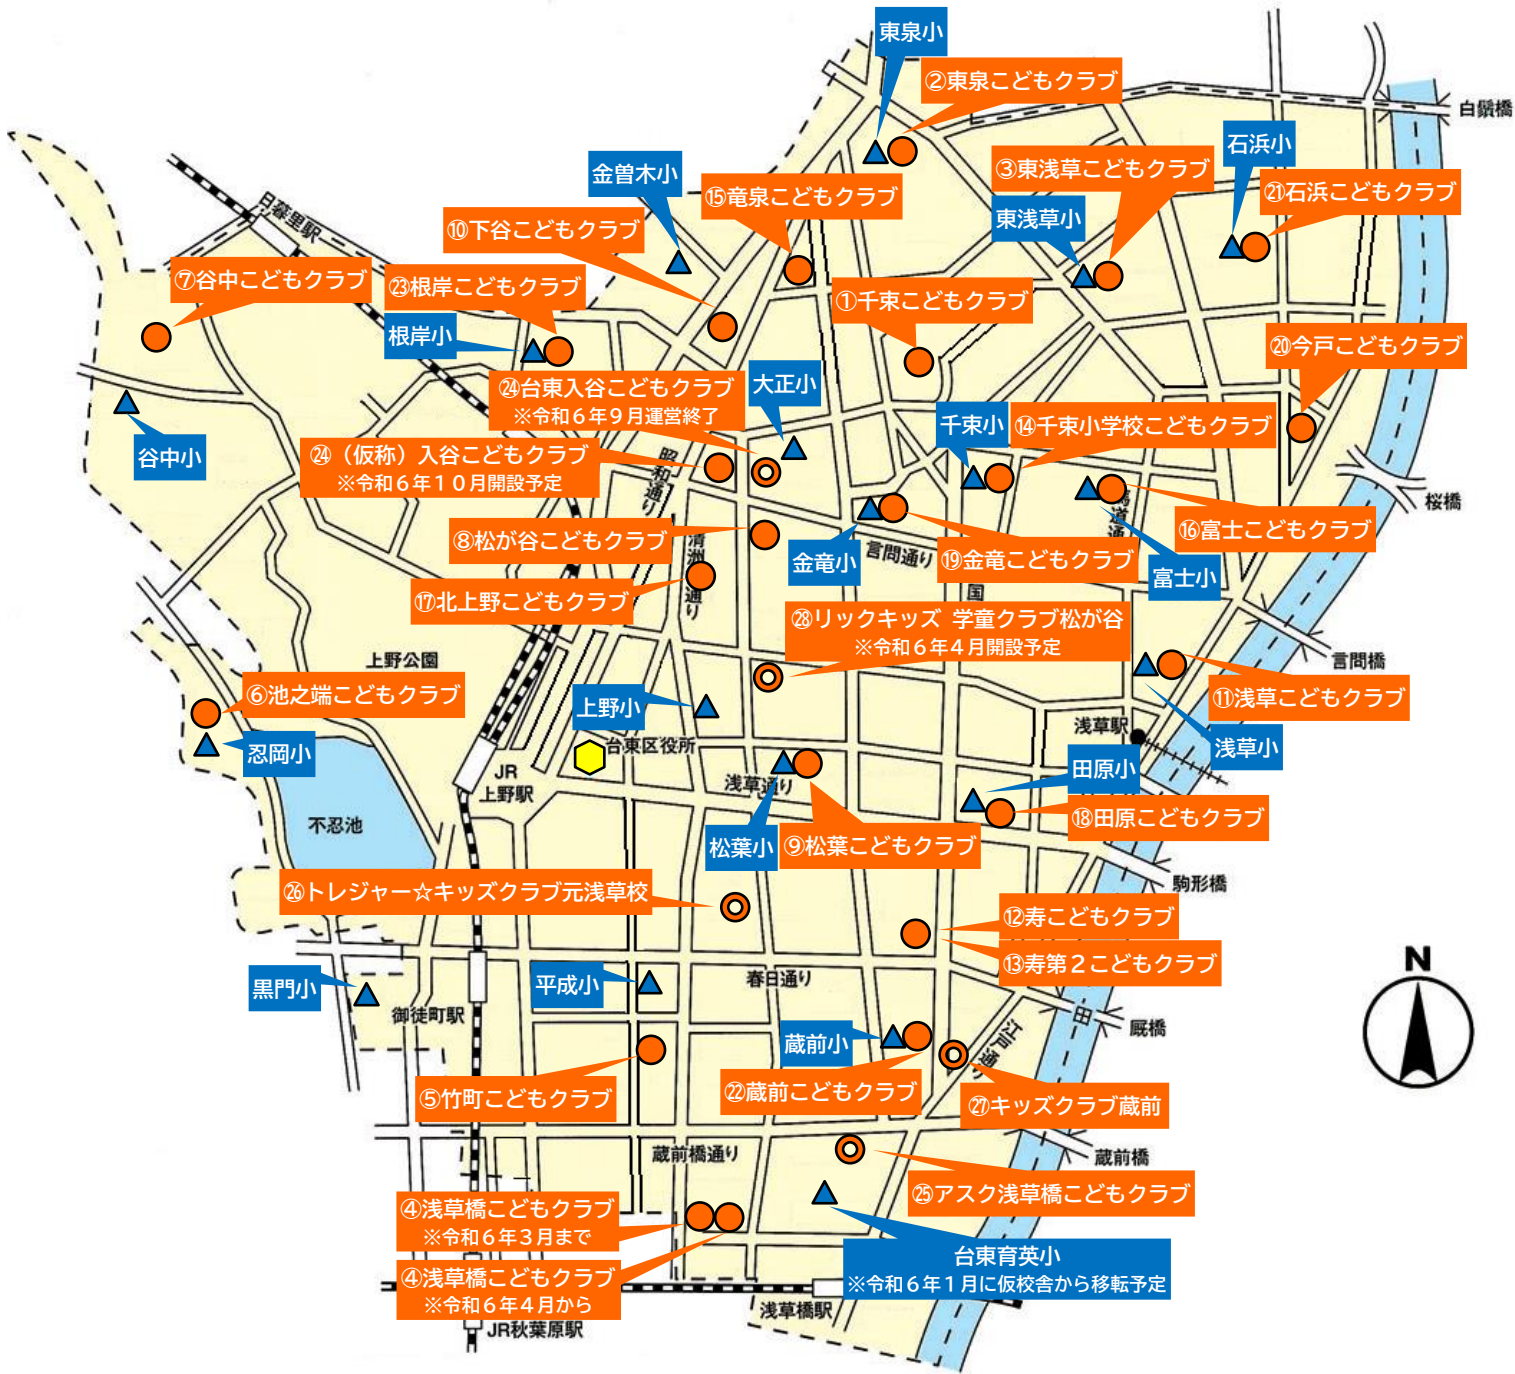 東泉小
②東泉こどもクラブ
白鬚橋
石浜小
金曽木小
③東浅草こどもクラブ
⑮竜泉こどもクラブ
㉑石浜こどもクラブ
東浅草小
日暮里駅
⑩下谷こどもクラブ
⑦谷中こどもクラブ
㉓根岸こどもクラブ
①千束こどもクラブ
根岸小
⑳今戸こどもクラブ
㉔台東入谷こどもクラブ
※令和6年9月運営終了
大正小
千束小
⑭千束小学校こどもクラブ
谷中小
㉔（仮称）入谷こどもクラブ
※令和6年10月開設予定
昭和通り
桜橋
馬道通
⑯富士こどもクラブ
⑧松が谷こどもクラブ
清洲
通り
金竜小
言問通り
⑲金竜こどもクラブ
富士小
⑰北上野こどもクラブ
国
㉘リックキッズ 学童クラブ松が谷
※令和6年4月開設予定
言問橋
上野公園
⑥池之端こどもクラブ
⑪浅草こどもクラブ
上野小
浅草駅
浅草小
忍岡小
台東区役所
田原小
JR
上野駅
浅草通り
不忍池
⑱田原こどもクラブ
松葉小
⑨松葉こどもクラブ
駒形橋
㉖トレジャー☆キッズクラブ元浅草校
⑫寿こどもクラブ
⑬寿第2こどもクラブ
N
黒門小
平成小
春日通り
御徒町駅
厩橋
江戸通り
蔵前小
⑤竹町こどもクラブ
㉒蔵前こどもクラブ
㉗キッズクラブ蔵前
蔵前橋通り
蔵前橋
㉕アスク浅草橋こどもクラブ
④浅草橋こどもクラブ
※令和6年3月まで
台東育英小
※令和6年1月に仮校舎から移転予定
④浅草橋こどもクラブ
※令和6年4月から
浅草橋駅
JR秋葉原駅